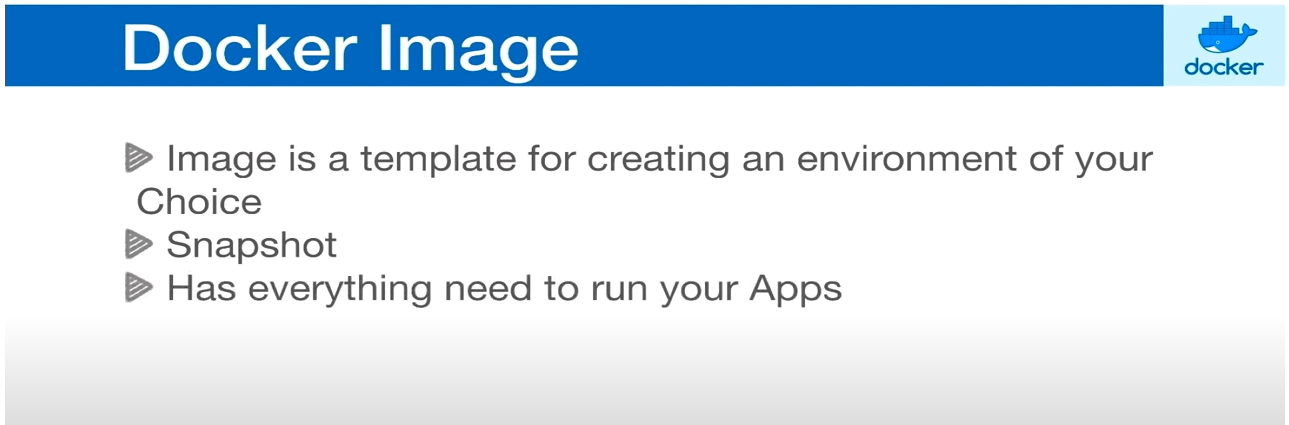 Docker Image
docker
Image is a template for creating an environment of your
Choice
Snapshot
Has everything need to run your Apps